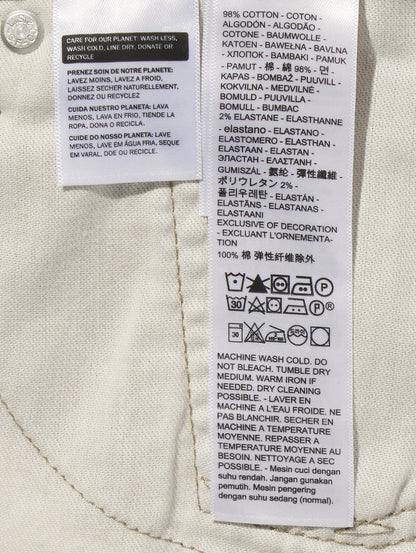 CARE FOR OUR PLANET: WASH LESS,
WASH COLD, LINE DRY, DONATE OR
RECYCLE
PRENEZ SOIN DE NOTRE PLANETE:
LAVEZ MOINS, LAVEZ A FROID,
LAISSEZ SÉCHER NATURELLEMENT,
DONNEZ OU RECYCLEZ
CUIDA NUESTRO PLANETA: LAVA
MENOS, LAVA EN FRIO, TIENDE LA
ROPA, DONA O RECICLA.
CUIDE DO NOSSO PLANETA: LAVE
MENOS, LAVE EM ÁGUA FRIA, SEQUE
EM VARAL, DOE OU RECICLE.
98% COTTON - COTON -
ALGODÓN - ALGODÃO -
COTONE - BAUMWOLLE -
KATOEN - BAWEŁNA - BAVLNA
- ХЛОПОК - BAMBAKI - PAMUK
- PAMUT - 棉 - 綿 98% - 면 -
KAPAS - BOMBAŽ - PUUVILL -
KOKVILNA - MEDVILNĖ -
BOMULD - PUUVILLA -
BOMULL - BUMBAC
2% ELASTANE - ELASTHANNE
- elastano - ELASTANO -
ELASTOMERO - ELASTHAN -
ELASTAAN - ELASTAN -
ЭЛАСТАН - ΕΛΑΣΤΑΝΗ -
GUMISZÁL - 氨纶 - 彈性纖維 -
ポリウレタン 2% -
폴리우레탄 - ELASTÁN -
ELASTĀNS - ELASTANAS -
ELASTAANI
EXCLUSIVE OF DECORATION
- EXCLUANT L'ORNEMENTA-
TION
100% 棉 弹性纤维除外
P
30 P
30
MACHINE WASH COLD. DO
NOT BLEACH. TUMBLE DRY
MEDIUM. WARM IRON IF
NEEDED. DRY CLEANING
POSSIBLE. - LAVER EN
MACHINE A L'EAU FROIDE. NE
PAS BLANCHIR. SECHER EN
MACHINE A TEMPERATURE
MOYENNE. REPASSER A
TEMPERATURE MOYENNE SI
BESOIN. NETTOYAGE A SEC
POSSIBLE. - Mesin cuci dengan
suhu rendah. Jangan gunakan
pemutih. Mesin pengering
dengan suhu sedang (normal).